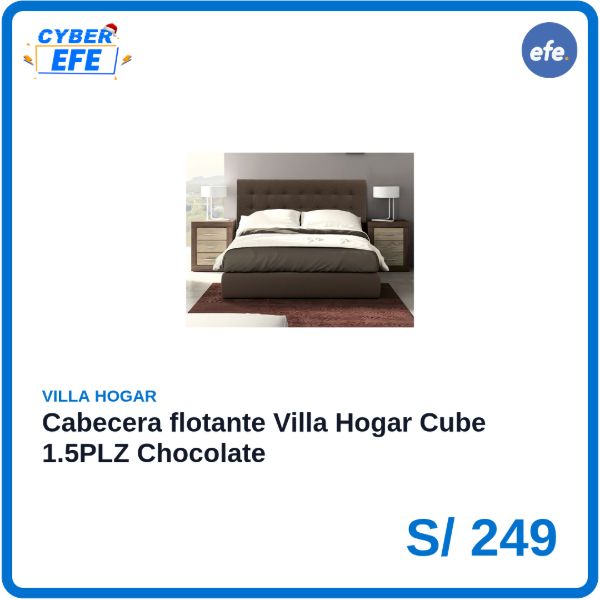 CYBER
EFE
efe.
VILLA HOGAR
Cabecera flotante Villa Hogar Cube
1.5PLZ Chocolate
S/ 249